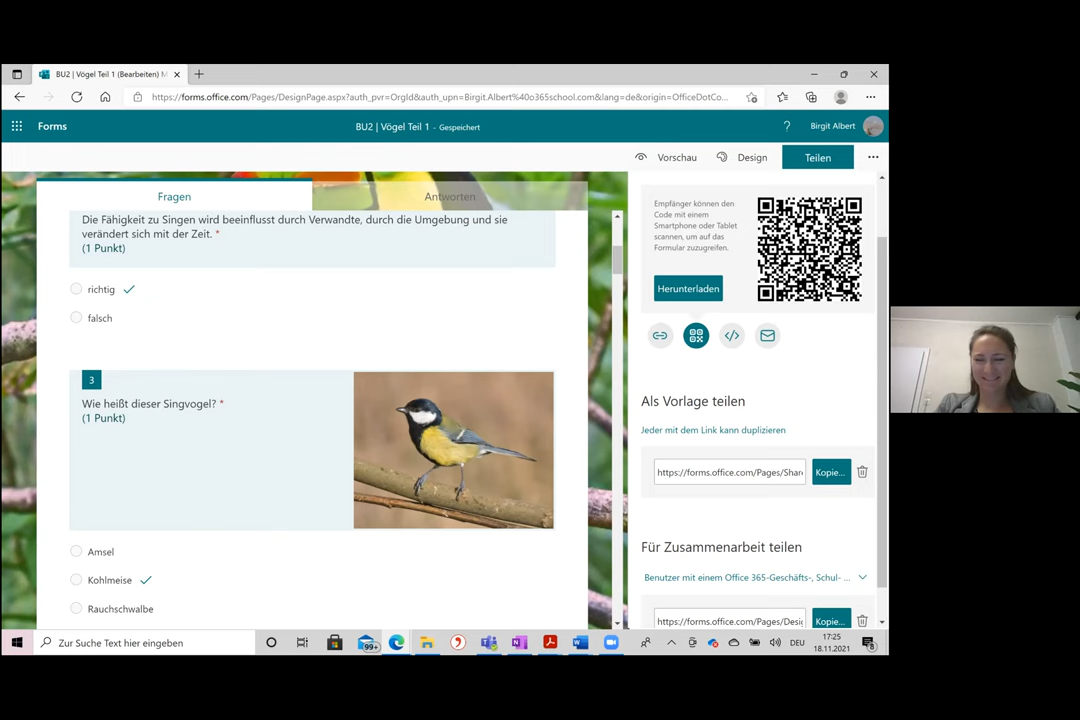 BU2 | Vögel Teil 1 (Bearbeiten) M
https://forms.office.com/Pages/DesignPage.aspx?auth_pvr=OrgId&auth_upn=Birgit.Albert%40o365school.com&lang=de&origin=OfficeDotCo...
Forms
BU2 | Vögel Teil 1 - Gespeichert
?
Birgit Albert
Vorschau
Design
Teilen
Fragen
Antworten
Die Fähigkeit zu Singen wird beeinflusst durch Verwandte, durch die Umgebung und sie
verändert sich mit der Zeit. *
(1 Punkt)
richtig
falsch
3
Wie heißt dieser Singvogel? *
(1 Punkt)
Amsel
Kohlmeise
Rauchschwalbe
Empfänger können den
Code mit einem
Smartphone oder Tablet
scannen, um auf das
Formular zuzugreifen.
Herunterladen
Als Vorlage teilen
Jeder mit dem Link kann duplizieren
https://forms.office.com/Pages/Share
Kopie...
Für Zusammenarbeit teilen
Benutzer mit einem Office 365-Geschäfts-, Schul- ...
https://forms.office.com/Pages/Desig
Kopie...
Zur Suche Text hier eingeben
99+
DEU
17:25
18.11.2021
8